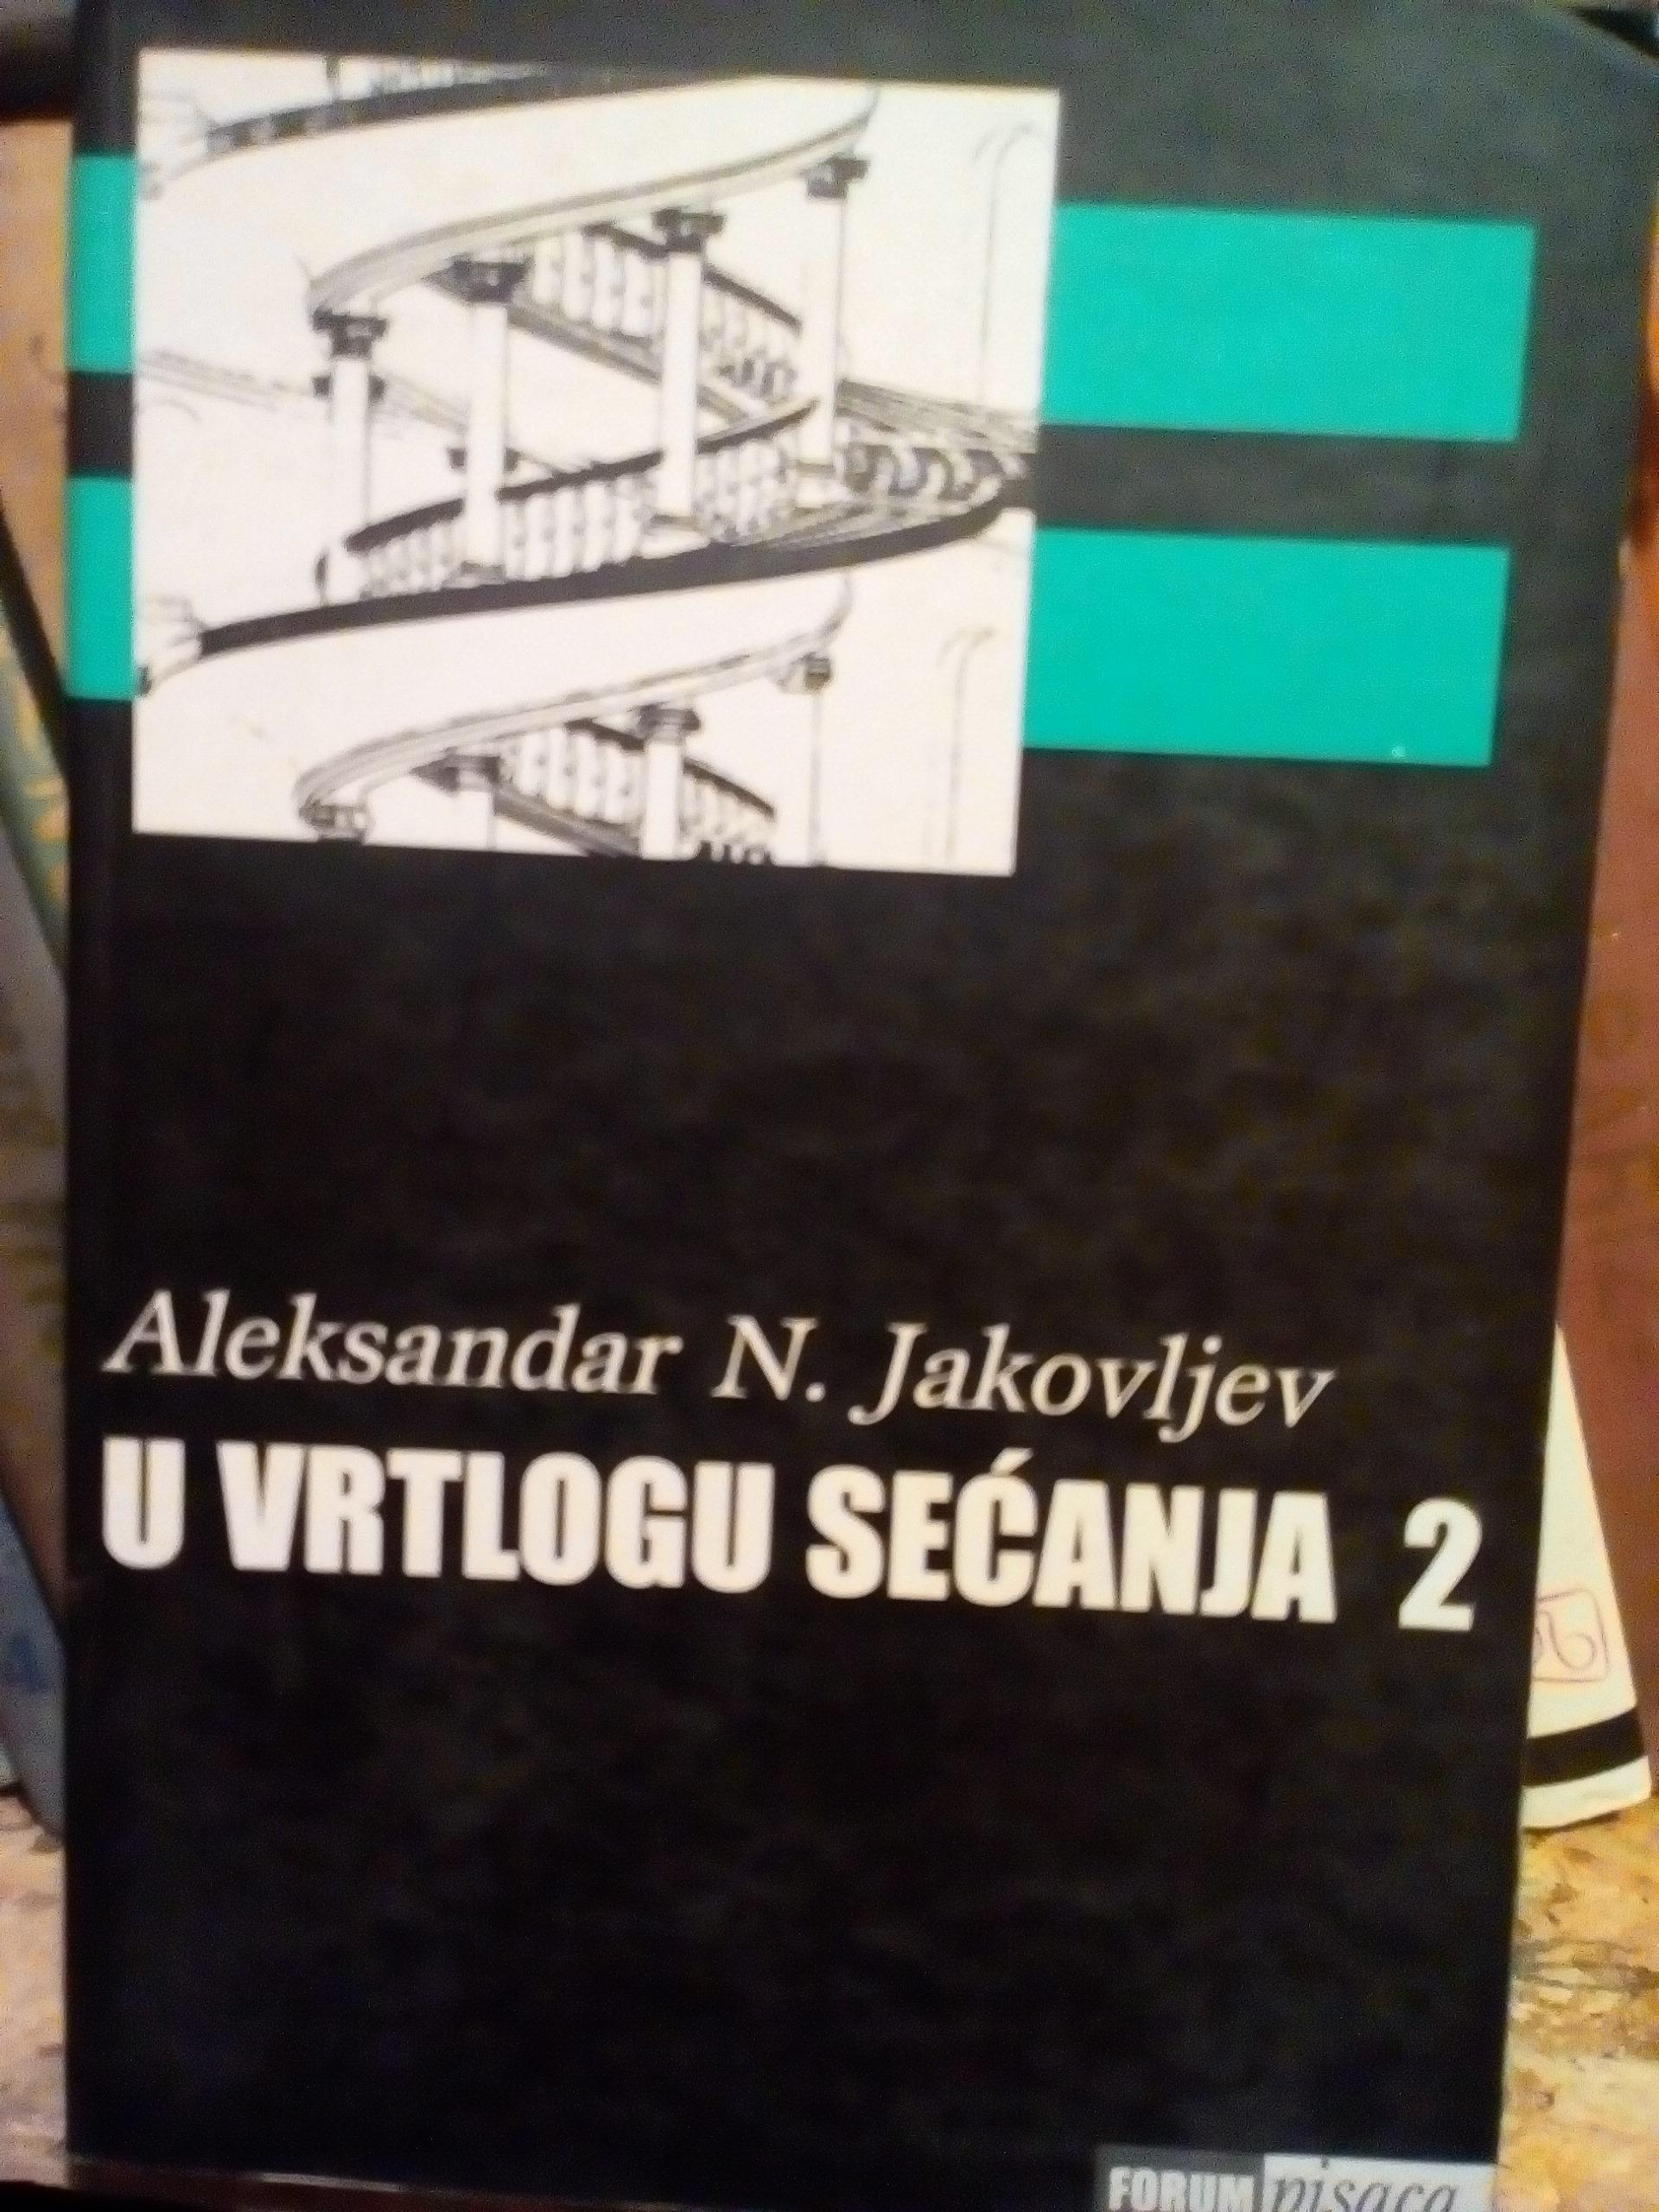 Aleksandar N. Jakovljev
U VRTLOGU SEĆANJA 2
FORUM pisaca